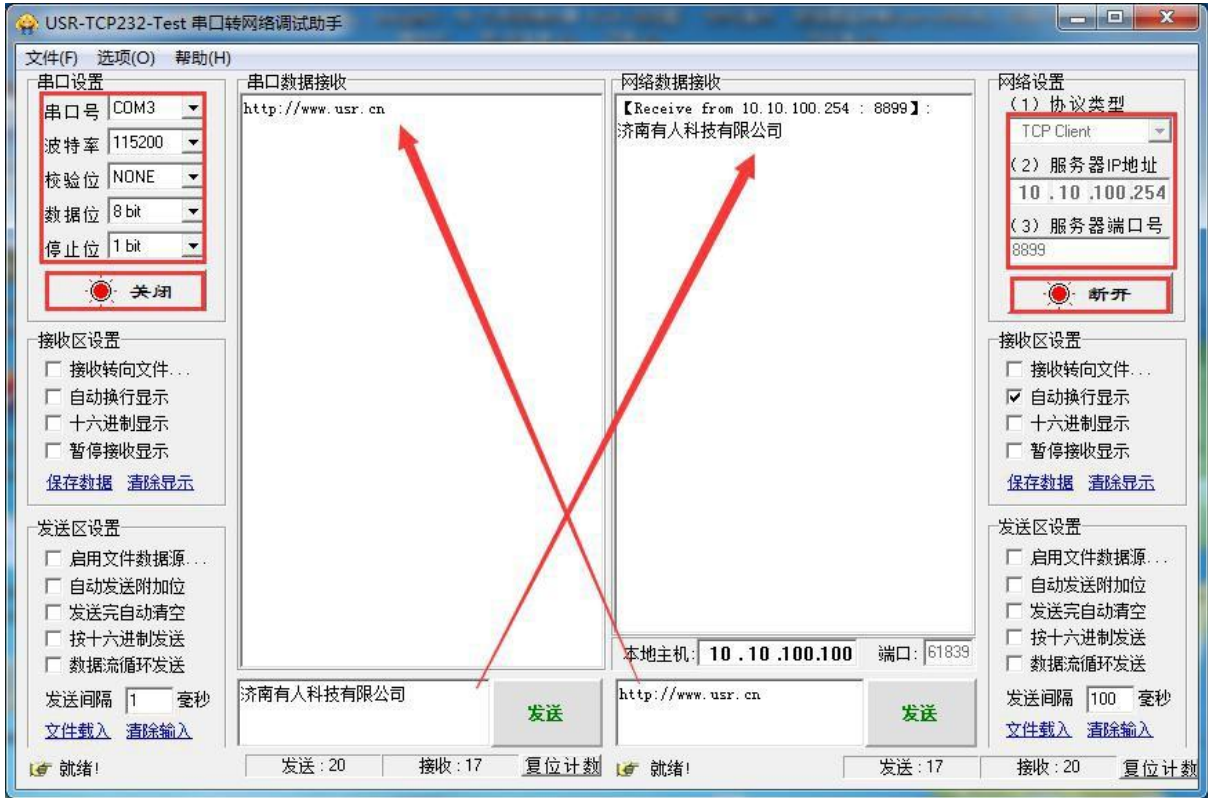 USR-TCP232-Test 串口转网络调试助手
文件(F) 选项(O) 帮助(H)
串口设置
串口号 COM3
波特率 115200
校验位 NONE
数据位 8 bit
停止位 1 bit
关闭
接收区设置
接收转向文件...
自动换行显示
十六进制显示
暂停接收显示
保存数据 清除显示
发送区设置
启用文件数据源...
自动发送附加位
发送完自动清空
按十六进制发送
数据流循环发送
发送间隔 1 毫秒
文件载入 清除输入
就绪!
串口数据接收
http://www.usr.cn
济南有人科技有限公司
发送
发送:20 接收:17 复位计数
网络数据接收
【Receive from 10.10.100.254 : 8899】:
济南有人科技有限公司
本地主机: 10 .10 .100.100 端口: 61839
http://www.usr.cn
发送
就绪!
发送:17 接收:20 复位计数
网络设置
(1) 协议类型
TCP Client
(2) 服务器IP地址
10 .10 .100.254
(3) 服务器端口号
8899
断开
接收区设置
接收转向文件...
自动换行显示
十六进制显示
暂停接收显示
保存数据 清除显示
发送区设置
启用文件数据源...
自动发送附加位
发送完自动清空
按十六进制发送
数据流循环发送
发送间隔 100 毫秒
文件载入 清除输入